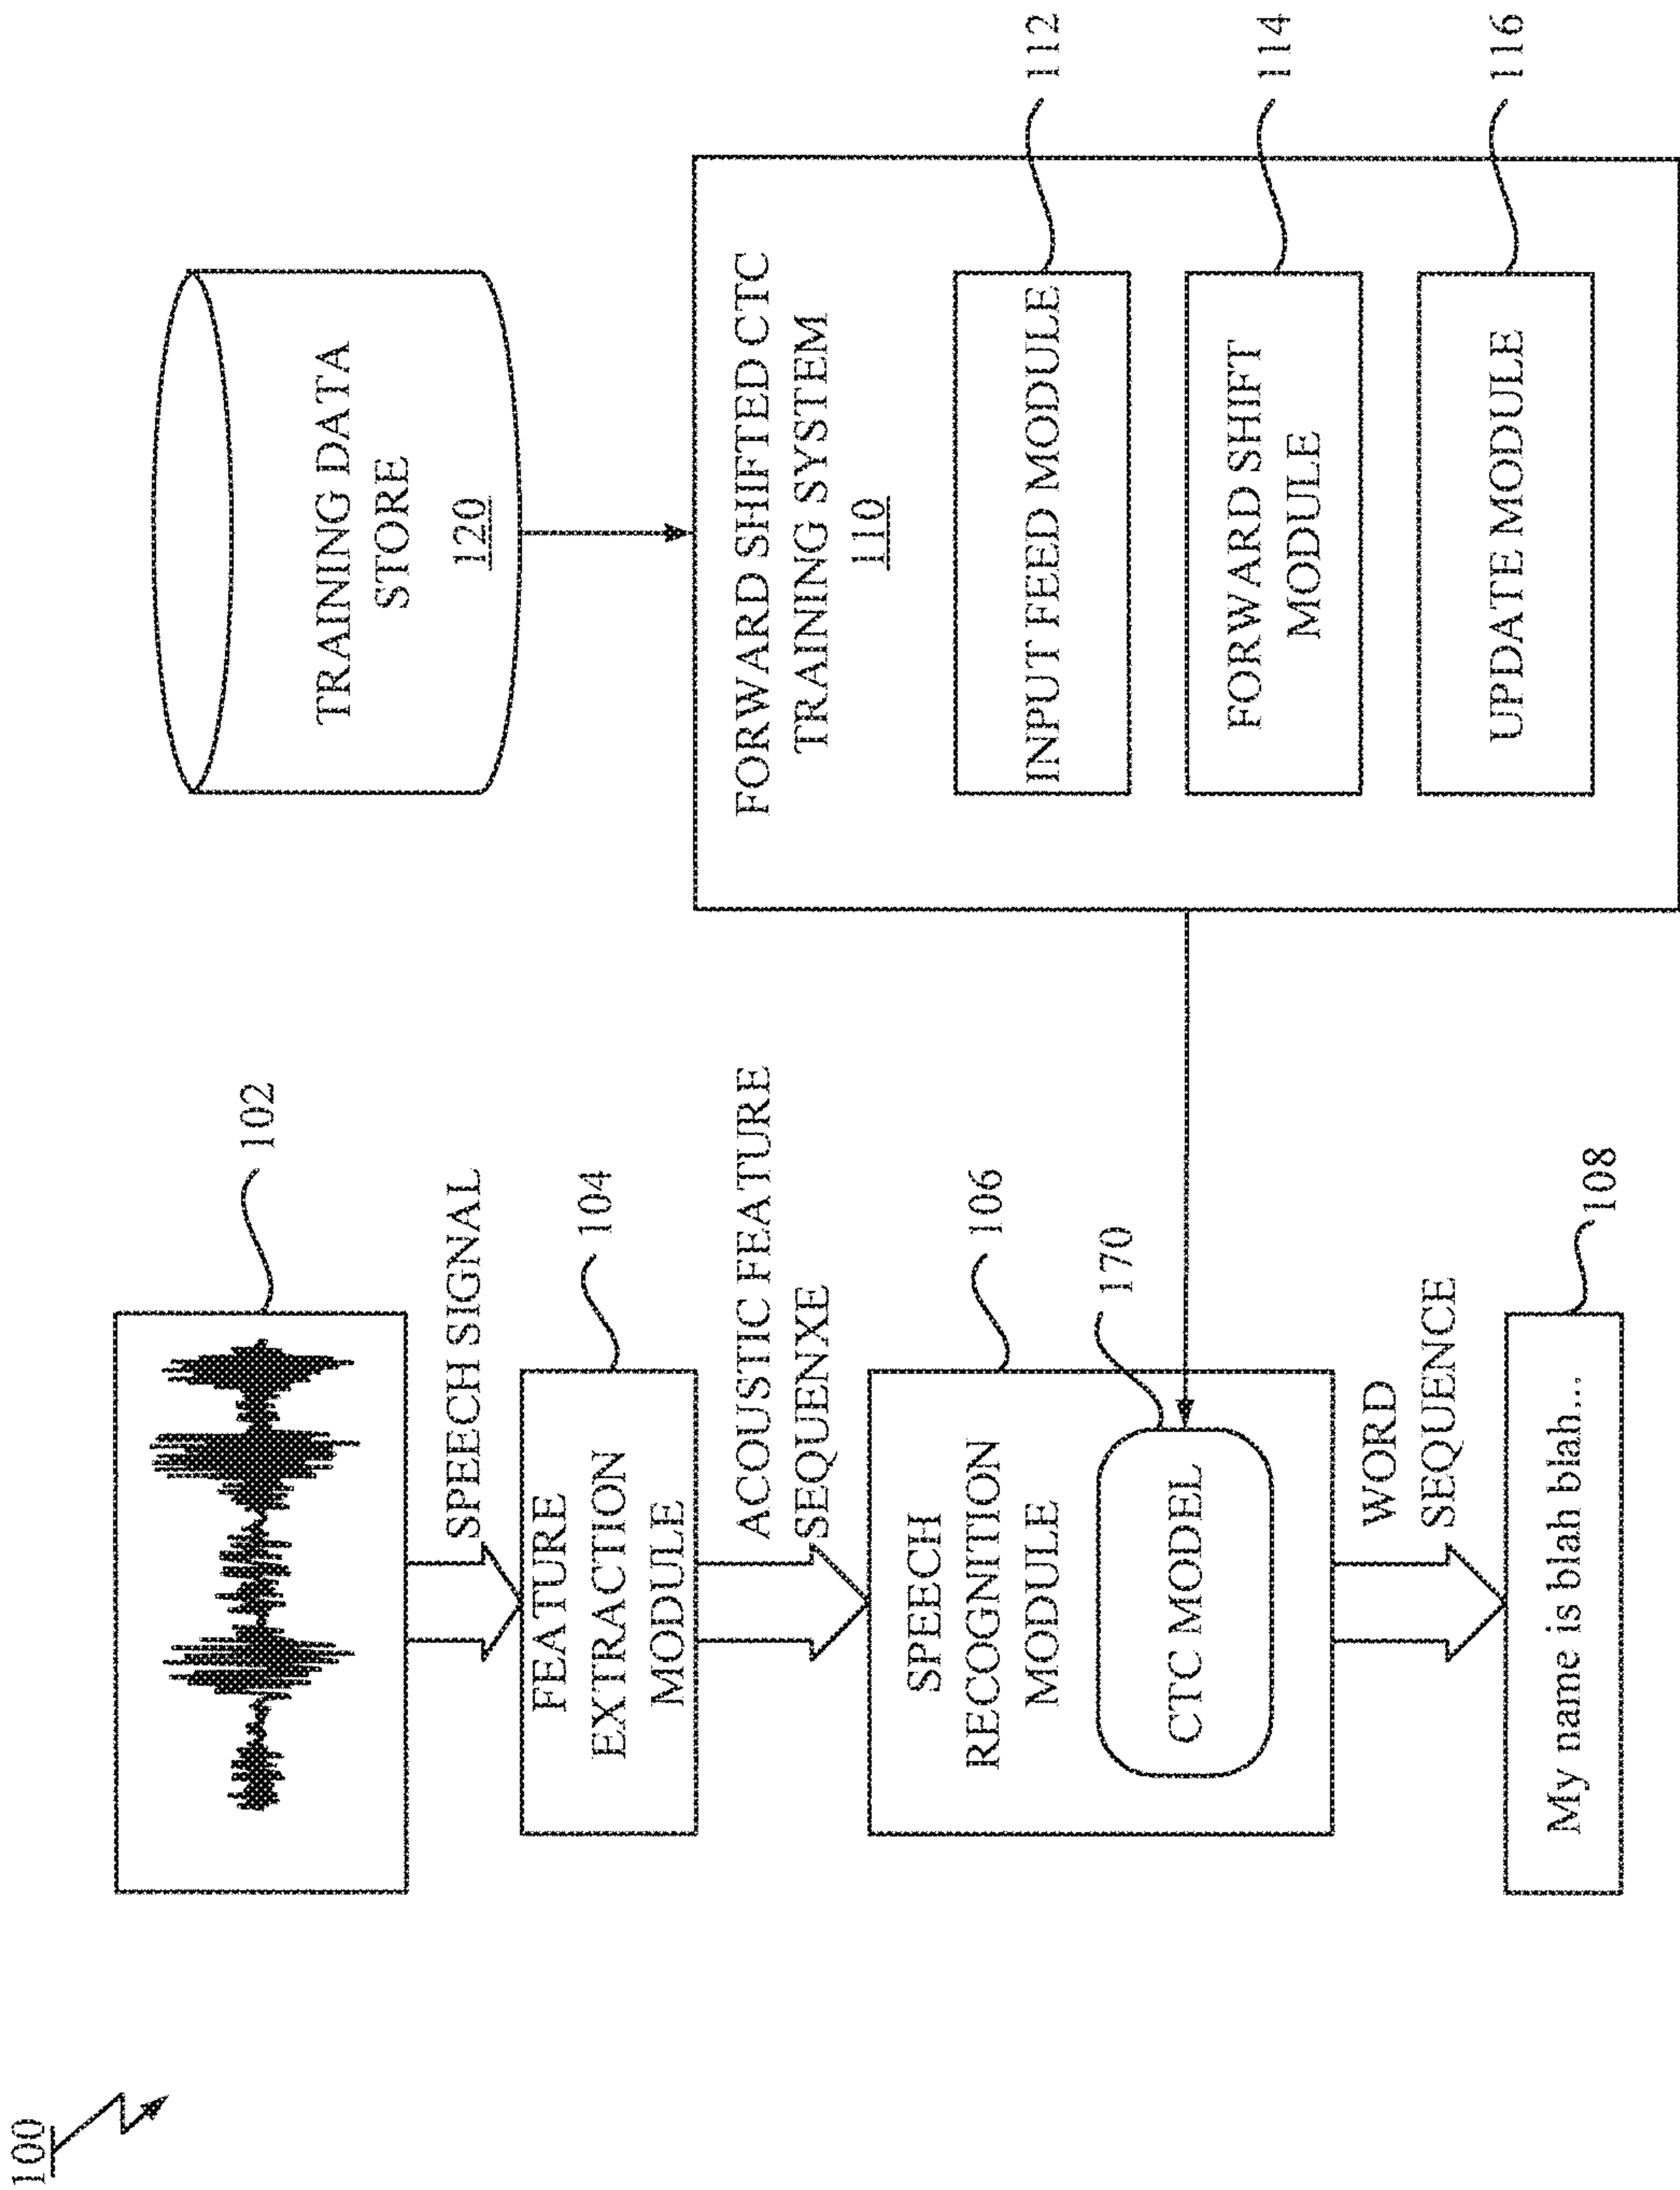 100
102
SPEECH SIGNAL
FEATURE
EXTRACTION
MODULE
104
ACOUSTIC FEATURE
SEQUENXE
SPEECH
RECOGNITION
MODULE
106
CTC MODEL
170
WORD
SEQUENCE
My name is blah blah...
108
TRAINING DATA
STORE
120
FORWARD SHIFTED CTC
TRAINING SYSTEM
110
INPUT FEED MODULE
112
FORWARD SHIFT
MODULE
114
UPDATE MODULE
116